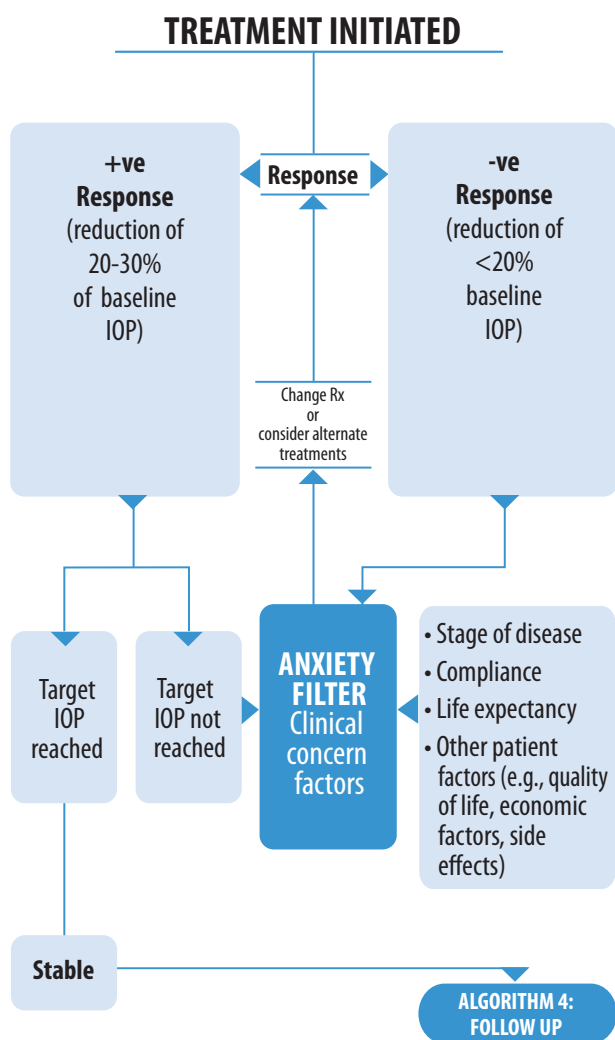 TREATMENT INITIATED
+ve
Response
(reduction of
20-30%
of baseline
IOP)
Response
-ve
Response
(reduction of
<20%
baseline
IOP)
Change Rx
or
consider alternate
treatments
Target
IOP
reached
Target
IOP not
reached
ANXIETY
FILTER
Clinical
concern
factors
• Stage of disease
• Compliance
• Life expectancy
• Other patient
factors (e.g., quality
of life, economic
factors, side
effects)
Stable
ALGORITHM 4:
FOLLOW UP